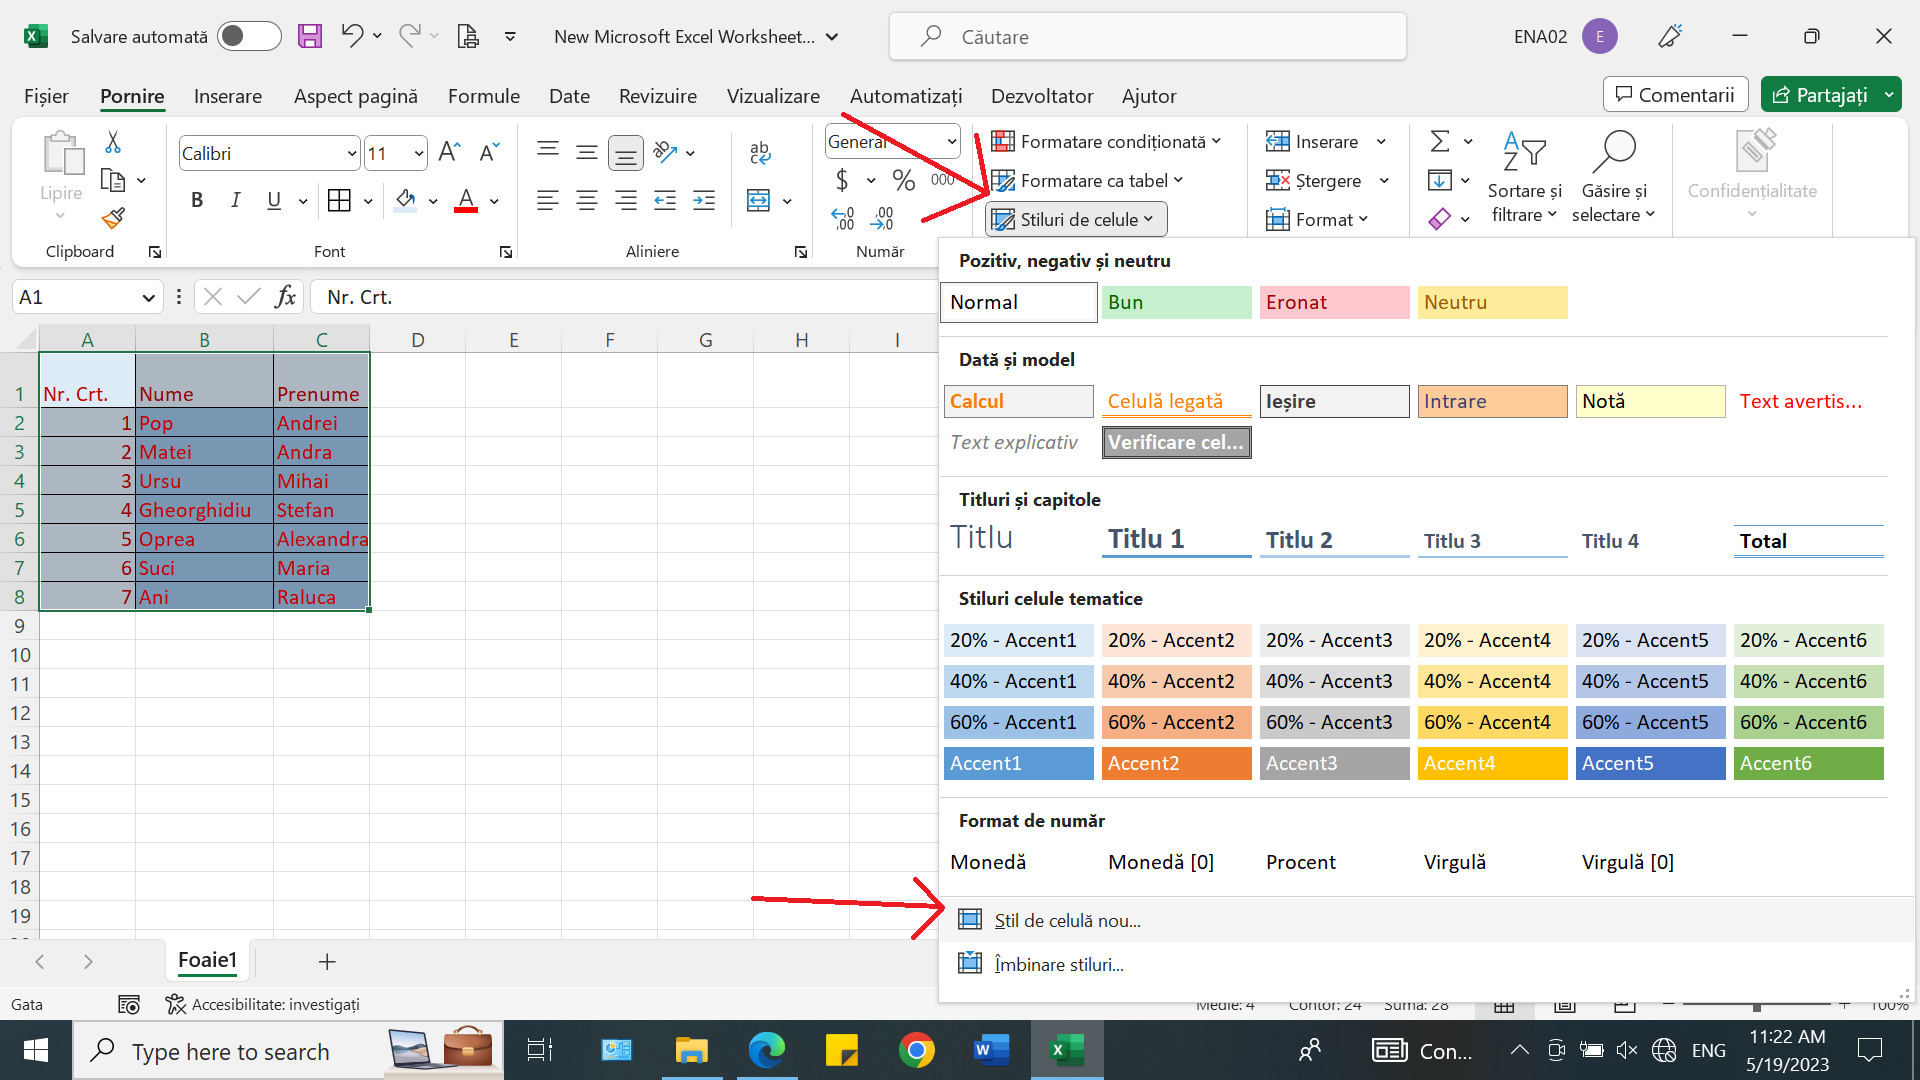 Salvare automată
New Microsoft Excel Worksheet...
Căutare
ENA02
E
Fișier Pornire Inserare Aspect pagină Formule Date Revizuire Vizualizare Automatizați Dezvoltator Ajutor
Comentarii
Partajați
Lipire
Clipboard
Calibri
11
B I U
Font
Aliniere
General
$ % 000
Număr
Formatare condiționată
Formatare ca tabel
Stiluri de celule
Inserare
Ștergere
Format
Sortare și filtrare
Găsire și selectare
Confidențialitate
A1
fx
Nr. Crt.
A B C D E F G H I
1 Nr. Crt. Nume Prenume
2 1 Pop Andrei
3 2 Matei Andra
4 3 Ursu Mihai
5 4 Gheorghidiu Stefan
6 5 Oprea Alexandra
7 6 Suci Maria
8 7 Ani Raluca
9
10
11
12
13
14
15
16
17
18
19
Pozitiv, negativ și neutru
Normal Bun Eronat Neutru
Dată și model
Calcul Celulă legată Ieșire Intrare Notă Text avertis...
Text explicativ Verificare cel...
Titluri și capitole
Titlu Titlu 1 Titlu 2 Titlu 3 Titlu 4 Total
Stiluri celule tematice
20% - Accent1 20% - Accent2 20% - Accent3 20% - Accent4 20% - Accent5 20% - Accent6
40% - Accent1 40% - Accent2 40% - Accent3 40% - Accent4 40% - Accent5 40% - Accent6
60% - Accent1 60% - Accent2 60% - Accent3 60% - Accent4 60% - Accent5 60% - Accent6
Accent1 Accent2 Accent3 Accent4 Accent5 Accent6
Format de număr
Monedă Monedă [0] Procent Virgulă Virgulă [0]
Stil de celulă nou...
Îmbinare stiluri...
Foaie1
Gata
Accesibilitate: investigați
Medie: 4 Contor: 24 Suma: 28
100%
Type here to search
Con...
ENG
11:22 AM
5/19/2023